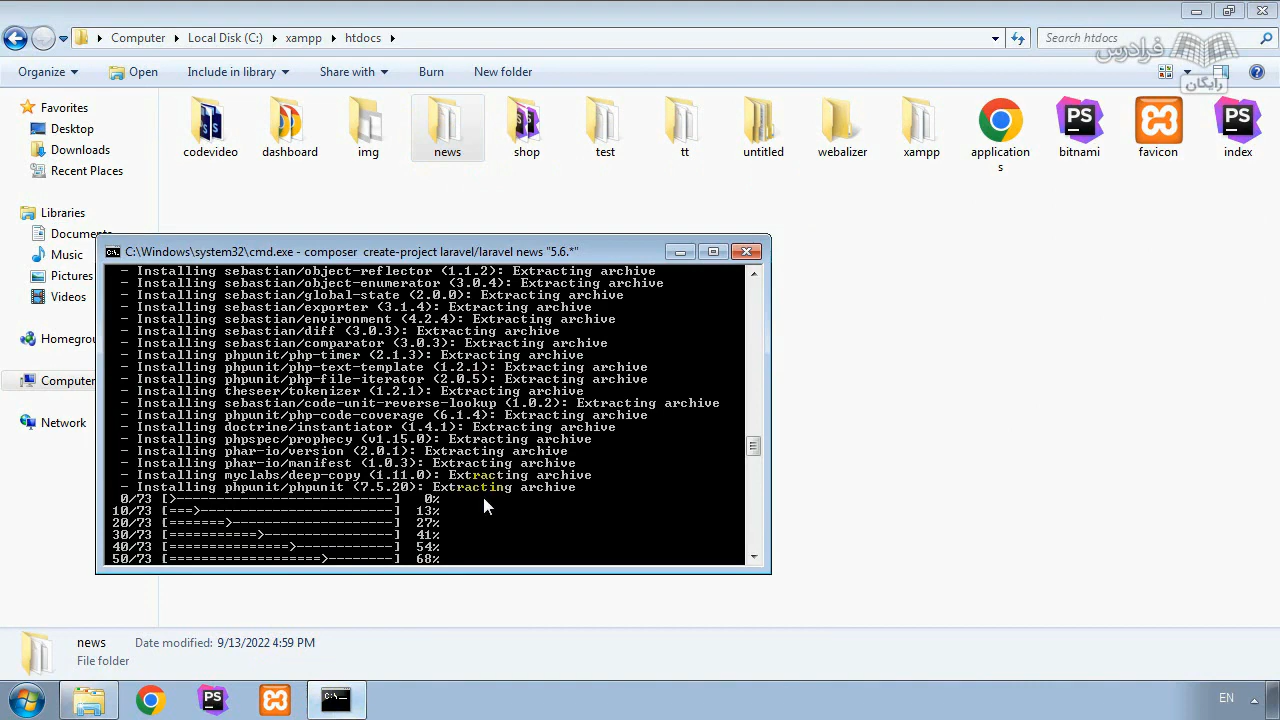 Computer
Local Disk (C:)
xampp
htdocs
Search htdocs
فرادرس
رایگان
Organize
Open
Include in library
Share with
Burn
New folder
Favorites
Desktop
Downloads
Recent Places
Libraries
Documen
Music
Pictures
Videos
Homegrou
Computer
Network
codevideo
dashboard
img
news
shop
test
tt
untitled
webalizer
xampp
application
s
bitnami
favicon
index
C:\Windows\system32\cmd.exe - composer create-project laravel/laravel news "5.6.*"
- Installing sebastian/object-reflector (1.1.2): Extracting archive
- Installing sebastian/object-enumerator (3.0.4): Extracting archive
- Installing sebastian/global-state (2.0.0): Extracting archive
- Installing sebastian/exporter (3.1.4): Extracting archive
- Installing sebastian/environment (4.2.4): Extracting archive
- Installing sebastian/diff (3.0.3): Extracting archive
- Installing sebastian/comparator (3.0.3): Extracting archive
- Installing phpunit/php-timer (2.1.3): Extracting archive
- Installing phpunit/php-text-template (1.2.1): Extracting archive
- Installing phpunit/php-file-iterator (2.0.5): Extracting archive
- Installing theseer/tokenizer (1.2.1): Extracting archive
- Installing sebastian/code-unit-reverse-lookup (1.0.2): Extracting archive
- Installing phpunit/php-code-coverage (6.1.4): Extracting archive
- Installing doctrine/instantiator (1.4.1): Extracting archive
- Installing phpspec/prophecy (v1.15.0): Extracting archive
- Installing phar-io/version (2.0.1): Extracting archive
- Installing phar-io/manifest (1.0.3): Extracting archive
- Installing myclabs/deep-copy (1.11.0): Extracting archive
- Installing phpunit/phpunit (7.5.20): Extracting archive
0/73 [>---------------------------] 0%
10/73 [===>------------------------] 13%
20/73 [=======>--------------------] 27%
30/73 [===========>----------------] 41%
40/73 [===============>------------] 54%
50/73 [===================>--------] 68%
news
Date modified: 9/13/2022 4:59 PM
File folder
EN